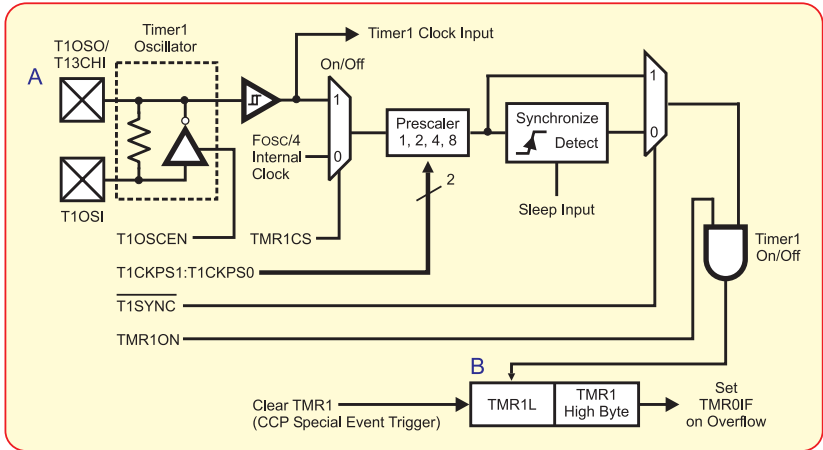 Timer1
Oscillator
T1OSO/
T13CHI
A
Timer1 Clock Input
On/Off
1
FOSC/4
Internal
Clock
0
Prescaler
1, 2, 4, 8
Synchronize
Detect
1
0
2
Sleep Input
T1OSI
T1OSCEN
TMR1CS
Timer1
On/Off
T1CKPS1:T1CKPS0
T1SYNC
TMR1ON
B
Clear TMR1
(CCP Special Event Trigger)
TMR1L
TMR1
High Byte
Set
TMR0IF
on Overflow